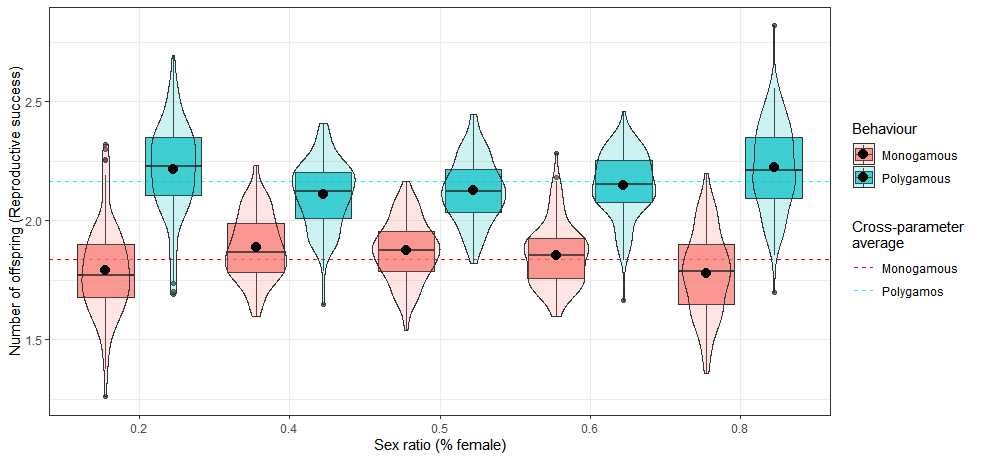 Number of offspring (Reproductive success)
2.5
2.0
1.5
0.2 0.4 0.5 0.6 0.8
Sex ratio (% female)
Behaviour
Monogamous
Polygamous
Cross-parameter
average
Monogamous
Polygamos